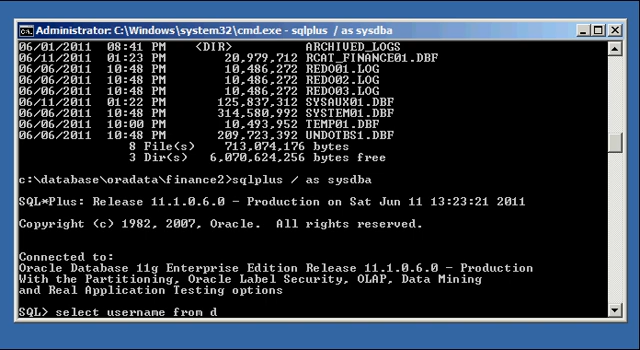 Administrator: C:\Windows\system32\cmd.exe - sqlplus / as sysdba
06/01/2011 08:41 PM <DIR> ARCHIVED_LOGS
06/11/2011 01:23 PM 20,979,712 RCAT_FINANCE01.DBF
06/06/2011 10:48 PM 10,486,272 REDO01.LOG
06/06/2011 10:48 PM 10,486,272 REDO02.LOG
06/06/2011 10:48 PM 10,486,272 REDO03.LOG
06/11/2011 01:22 PM 125,837,312 SYSAUX01.DBF
06/06/2011 10:48 PM 314,580,992 SYSTEM01.DBF
06/06/2011 10:00 PM 10,493,952 TEMP01.DBF
06/06/2011 10:48 PM 209,723,392 UNDOTBS1.DBF
8 File(s) 713,074,176 bytes
3 Dir(s) 6,070,624,256 bytes free
c:\database\oradata\finance2>sqlplus / as sysdba
SQL*Plus: Release 11.1.0.6.0 - Production on Sat Jun 11 13:23:21 2011
Copyright (c) 1982, 2007, Oracle. All rights reserved.
Connected to:
Oracle Database 11g Enterprise Edition Release 11.1.0.6.0 - Production
With the Partitioning, Oracle Label Security, OLAP, Data Mining
and Real Application Testing options
SQL> select username from d